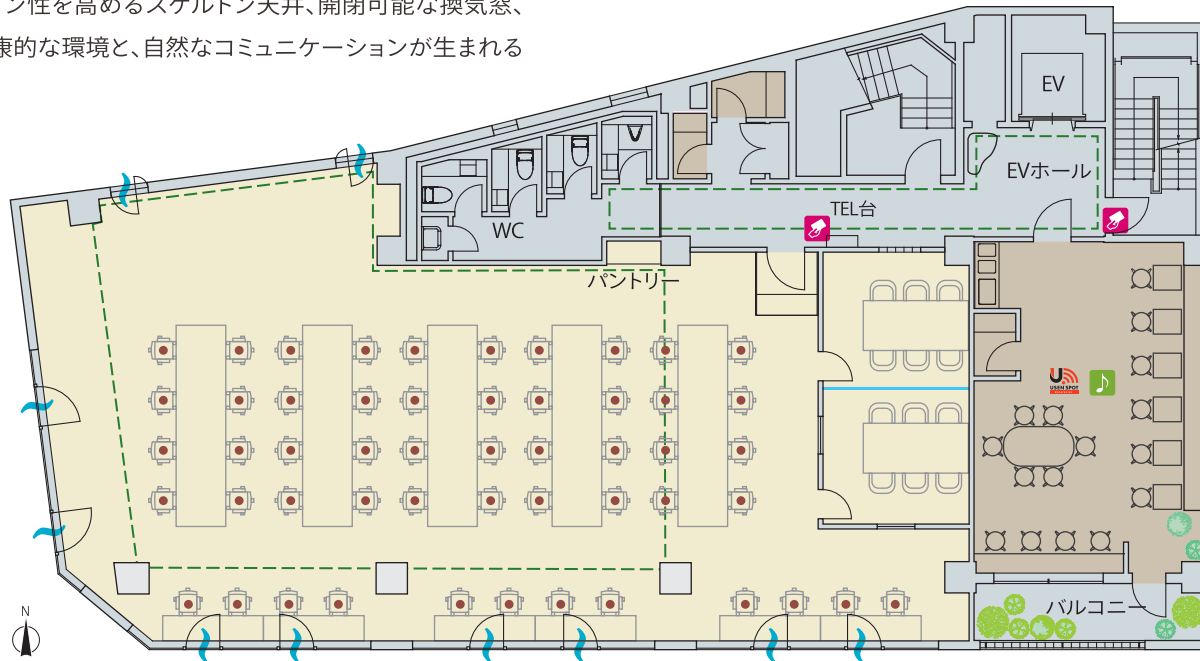 ン性を高めるスケルトン天井、開閉可能な換気窓、
康的な環境と、自然なコミュニケーションが生まれる
EV
EVホール
TEL台
WC
パントリー
U
USEN SPOT
バルコニー
N